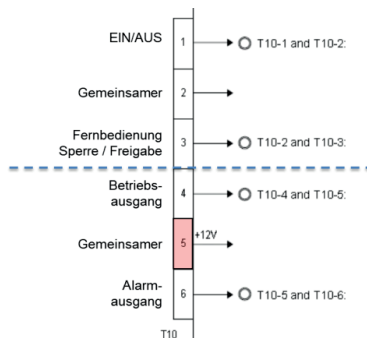 EIN/AUS
1
T10-1 and T10-2:
Gemeinsamer
2
Fernbedienung
Sperre / Freigabe
3
T10-2 and T10-3:
Betriebs-
ausgang
4
T10-4 and T10-5:
Gemeinsamer
5
+12V
Alarm-
ausgang
6
T10-5 and T10-6:
T10